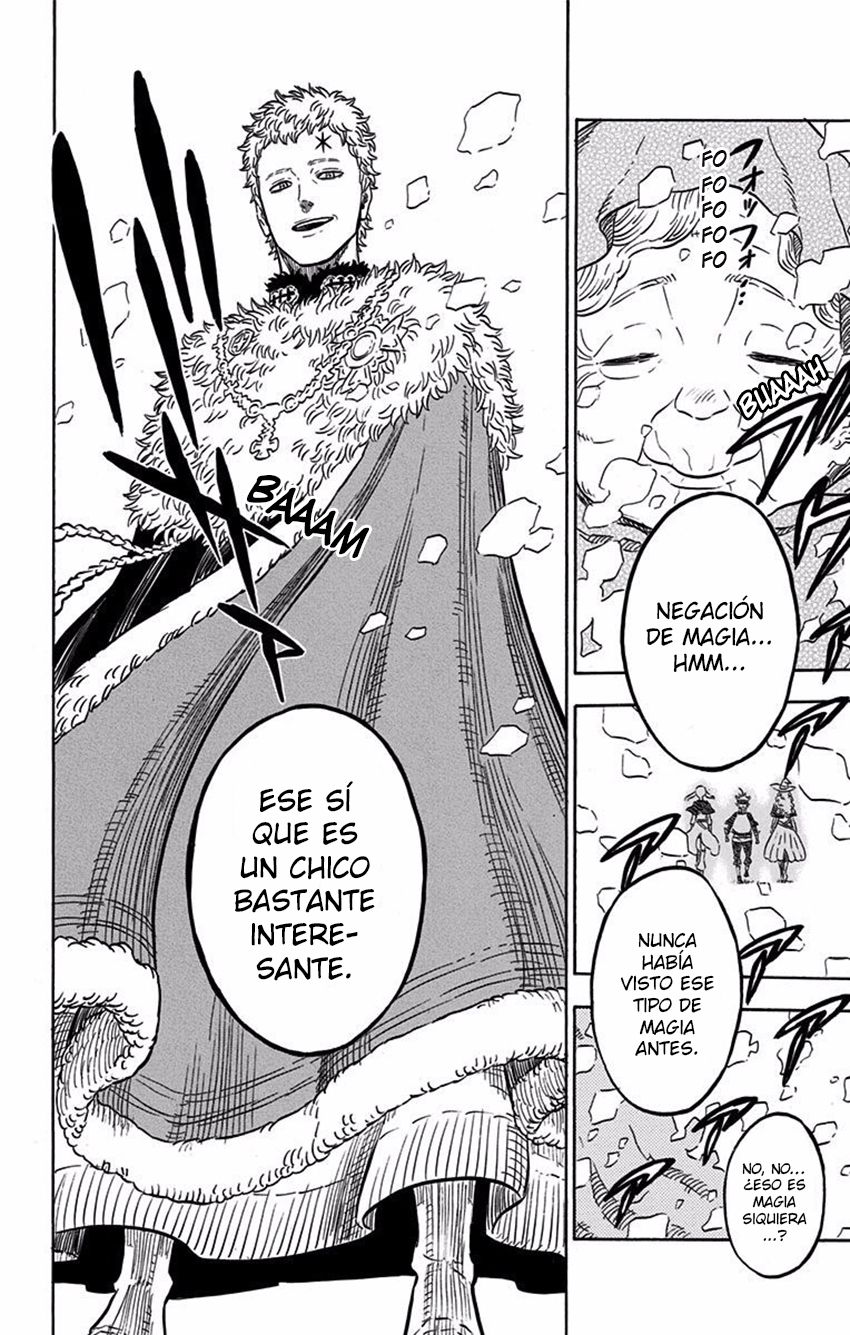 FO
FO
FO
FO
FO
フォッフォ…
BUAAAH
NEGACIÓN
DE MAGIA...
HMM...
NUNCA
HABÍA
VISTO ESE
TIPO DE
MAGIA
ANTES.
NO, NO...
¿ESO ES
MAGIA
SIQUIERA
...?
BAAAM
ESE SÍ
QUE ES
UN CHICO
BASTANTE
INTERE-
SANTE.